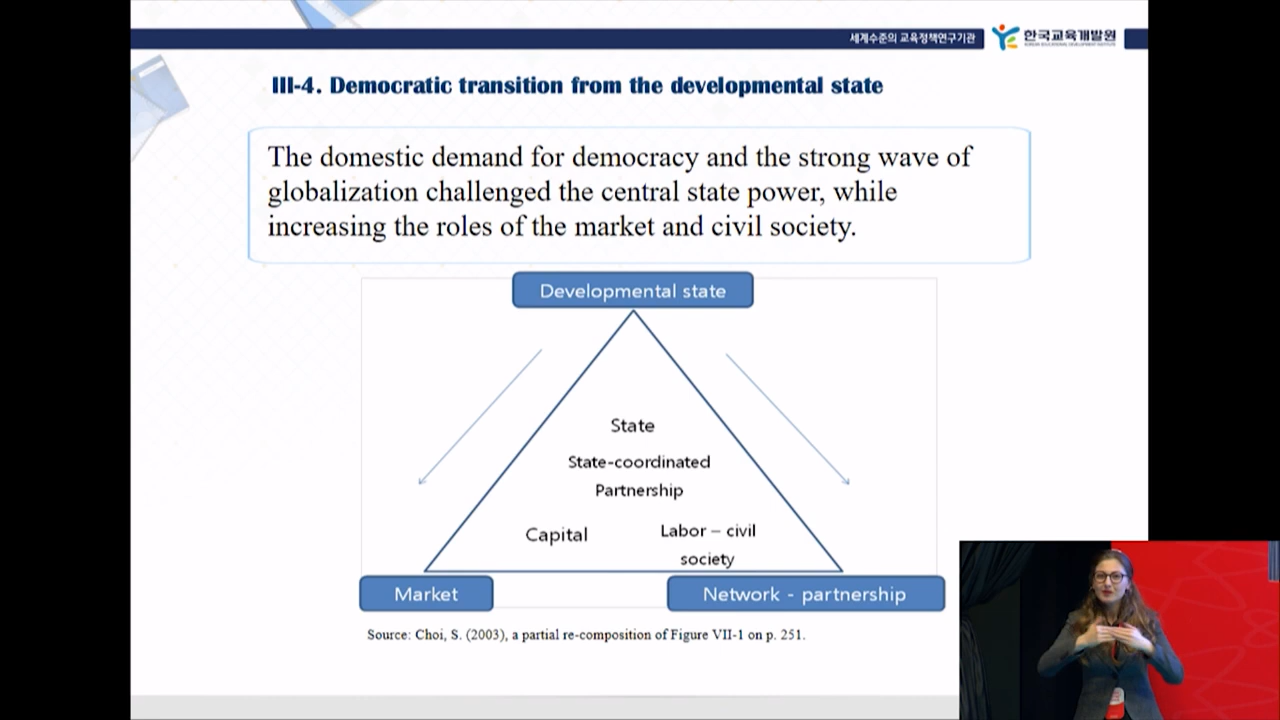 세계수준의 교육정책연구기관
한국교육개발원
KOREAN EDUCATIONAL DEVELOPMENT INSTITUTE
III-4. Democratic transition from the developmental state
The domestic demand for democracy and the strong wave of
globalization challenged the central state power, while
increasing the roles of the market and civil society.
Developmental state
State
State-coordinated
Partnership
Capital
Labor – civil
society
Market
Network - partnership
Source: Choi, S. (2003), a partial re-composition of Figure VII-1 on p. 251.